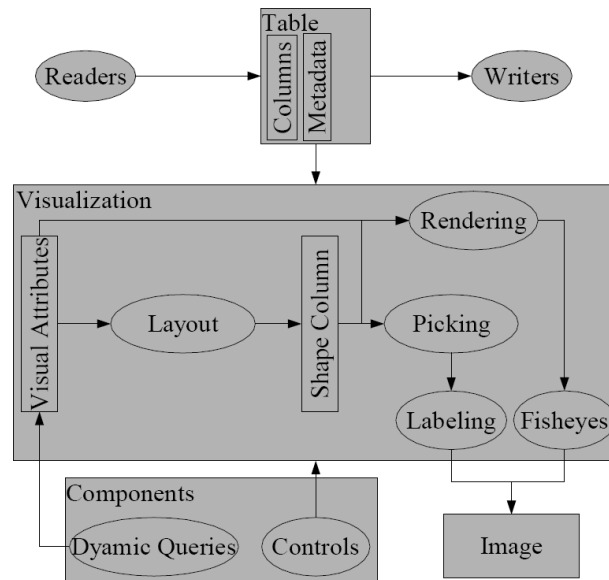 Table
Readers
Columns
Metadata
Writers
Visualization
Rendering
Visual Attributes
Layout
Shape Column
Picking
Labeling
Fisheyes
Components
Dyamic Queries
Controls
Image